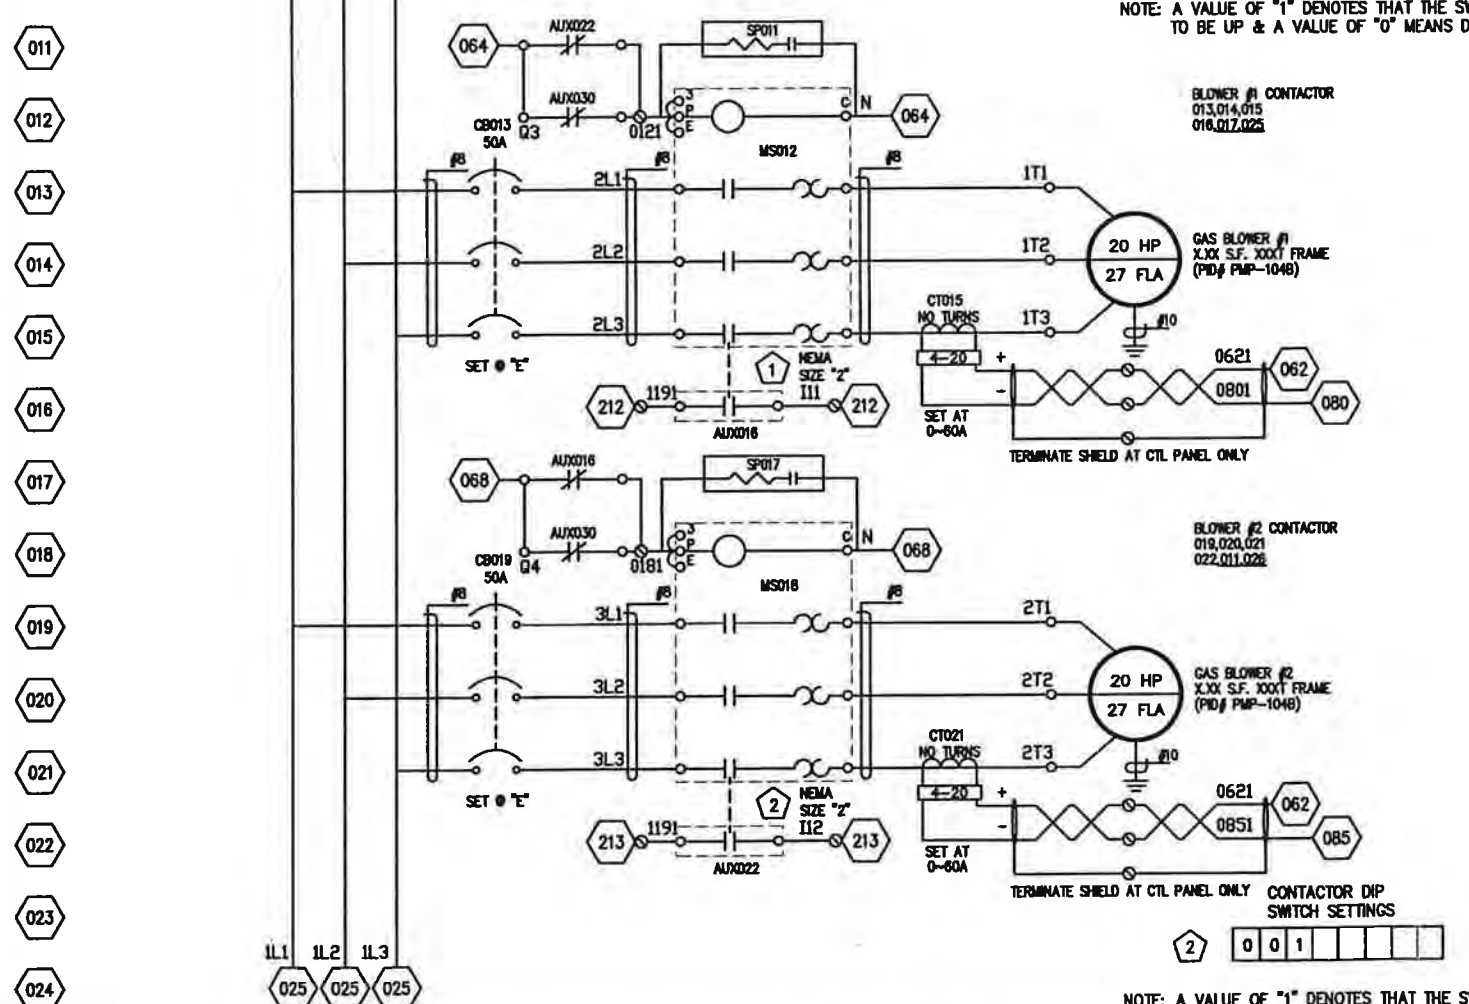 NOTE: A VALUE OF "1" DENOTES THAT THE
TO BE UP & A VALUE OF "0" MEANS
011
064
AUX022
SP011
AUX030
BLOWER #1 CONTACTOR
013,014,015
016,017,025
012
Q3
0121
3
P
E
C
N
064
CB013
50A
MS012
#8
#8
#8
013
2L1
1T1
014
2L2
1T2
20 HP
27 FLA
GAS BLOWER #1
X.XX S.F. XXXT FRAME
(PID# PMP-104B)
015
2L3
CT015
NO TURNS
1T3
#10
SET @ "E"
1
NEMA
SIZE "2"
4-20
+
-
0621
062
0801
080
016
212
1191
I11
212
AUX016
SET AT
0~60A
TERMINATE SHIELD AT CTL PANEL ONLY
017
068
AUX016
SP017
AUX030
BLOWER #2 CONTACTOR
019,020,021
022,011,026
018
Q4
0181
3
P
E
C
N
068
CB019
50A
MS018
#8
#8
#8
019
3L1
2T1
020
3L2
2T2
20 HP
27 FLA
GAS BLOWER #2
X.XX S.F. XXXT FRAME
(PID# PMP-104B)
021
3L3
CT021
NO TURNS
2T3
#10
SET @ "E"
2
NEMA
SIZE "2"
4-20
+
-
0621
062
0851
085
022
213
1191
I12
213
AUX022
SET AT
0~60A
TERMINATE SHIELD AT CTL PANEL ONLY
CONTACTOR DIP
SWITCH SETTINGS
023
2
0 0 1
1L1 1L2 1L3
024
025 025 025
NOTE: A VALUE OF "1" DENOTES THAT THE